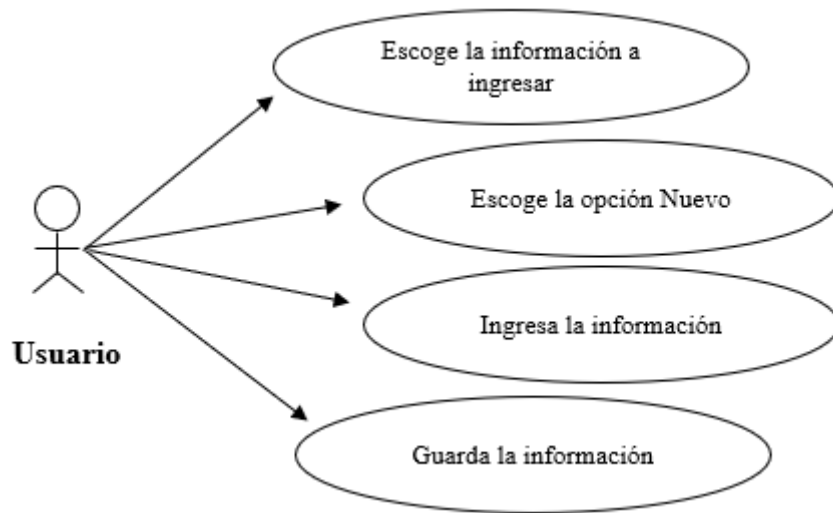 Escoge la información a
ingresar
Escoge la opción Nuevo
Ingresa la información
Usuario
Guarda la información